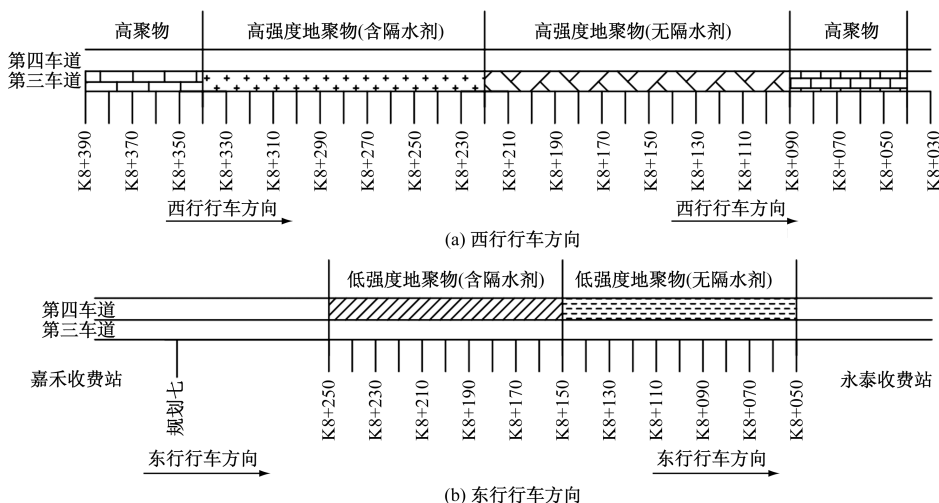 高聚物 高强度地聚物(含隔水剂) 高强度地聚物(无隔水剂) 高聚物
第四车道
第三车道
K8+390 K8+370 K8+350 K8+330 K8+310 K8+290 K8+270 K8+250 K8+230 K8+210 K8+190 K8+170 K8+150 K8+130 K8+110 K8+090 K8+070 K8+050 K8+030
西行行车方向 西行行车方向
(a) 西行行车方向
低强度地聚物(含隔水剂) 低强度地聚物(无隔水剂)
第四车道
第三车道
嘉禾收费站 规划七 K8+250 K8+230 K8+210 K8+190 K8+170 K8+150 K8+130 K8+110 K8+090 K8+070 K8+050 永泰收费站
东行行车方向 东行行车方向
(b) 东行行车方向